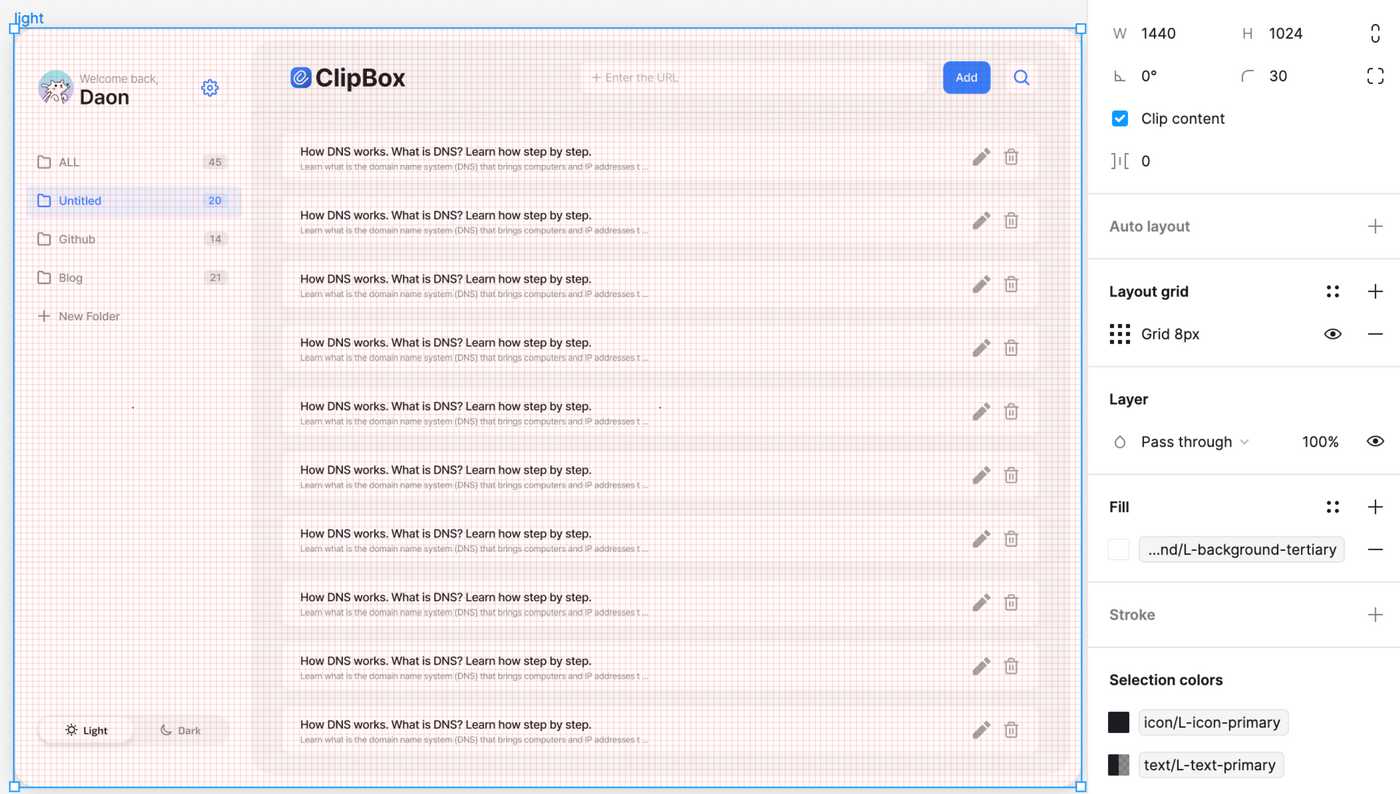 light
Welcome back,
Daon
ClipBox
+ Enter the URL
Add
ALL 45
Untitled 20
Github 14
Blog 21
New Folder
How DNS works. What is DNS? Learn how step by step.
Learn what is the domain name system (DNS) that brings computers and IP addresses t ...
How DNS works. What is DNS? Learn how step by step.
Learn what is the domain name system (DNS) that brings computers and IP addresses t ...
How DNS works. What is DNS? Learn how step by step.
Learn what is the domain name system (DNS) that brings computers and IP addresses t ...
How DNS works. What is DNS? Learn how step by step.
Learn what is the domain name system (DNS) that brings computers and IP addresses t ...
How DNS works. What is DNS? Learn how step by step.
Learn what is the domain name system (DNS) that brings computers and IP addresses t ...
How DNS works. What is DNS? Learn how step by step.
Learn what is the domain name system (DNS) that brings computers and IP addresses t ...
How DNS works. What is DNS? Learn how step by step.
Learn what is the domain name system (DNS) that brings computers and IP addresses t ...
How DNS works. What is DNS? Learn how step by step.
Learn what is the domain name system (DNS) that brings computers and IP addresses t ...
How DNS works. What is DNS? Learn how step by step.
Learn what is the domain name system (DNS) that brings computers and IP addresses t ...
How DNS works. What is DNS? Learn how step by step.
Learn what is the domain name system (DNS) that brings computers and IP addresses t ...
Light Dark
W 1440 H 1024
0° 30
Clip content
0
Auto layout
Layout grid
Grid 8px
Layer
Pass through 100%
Fill
...nd/L-background-tertiary
Stroke
Selection colors
icon/L-icon-primary
text/L-text-primary